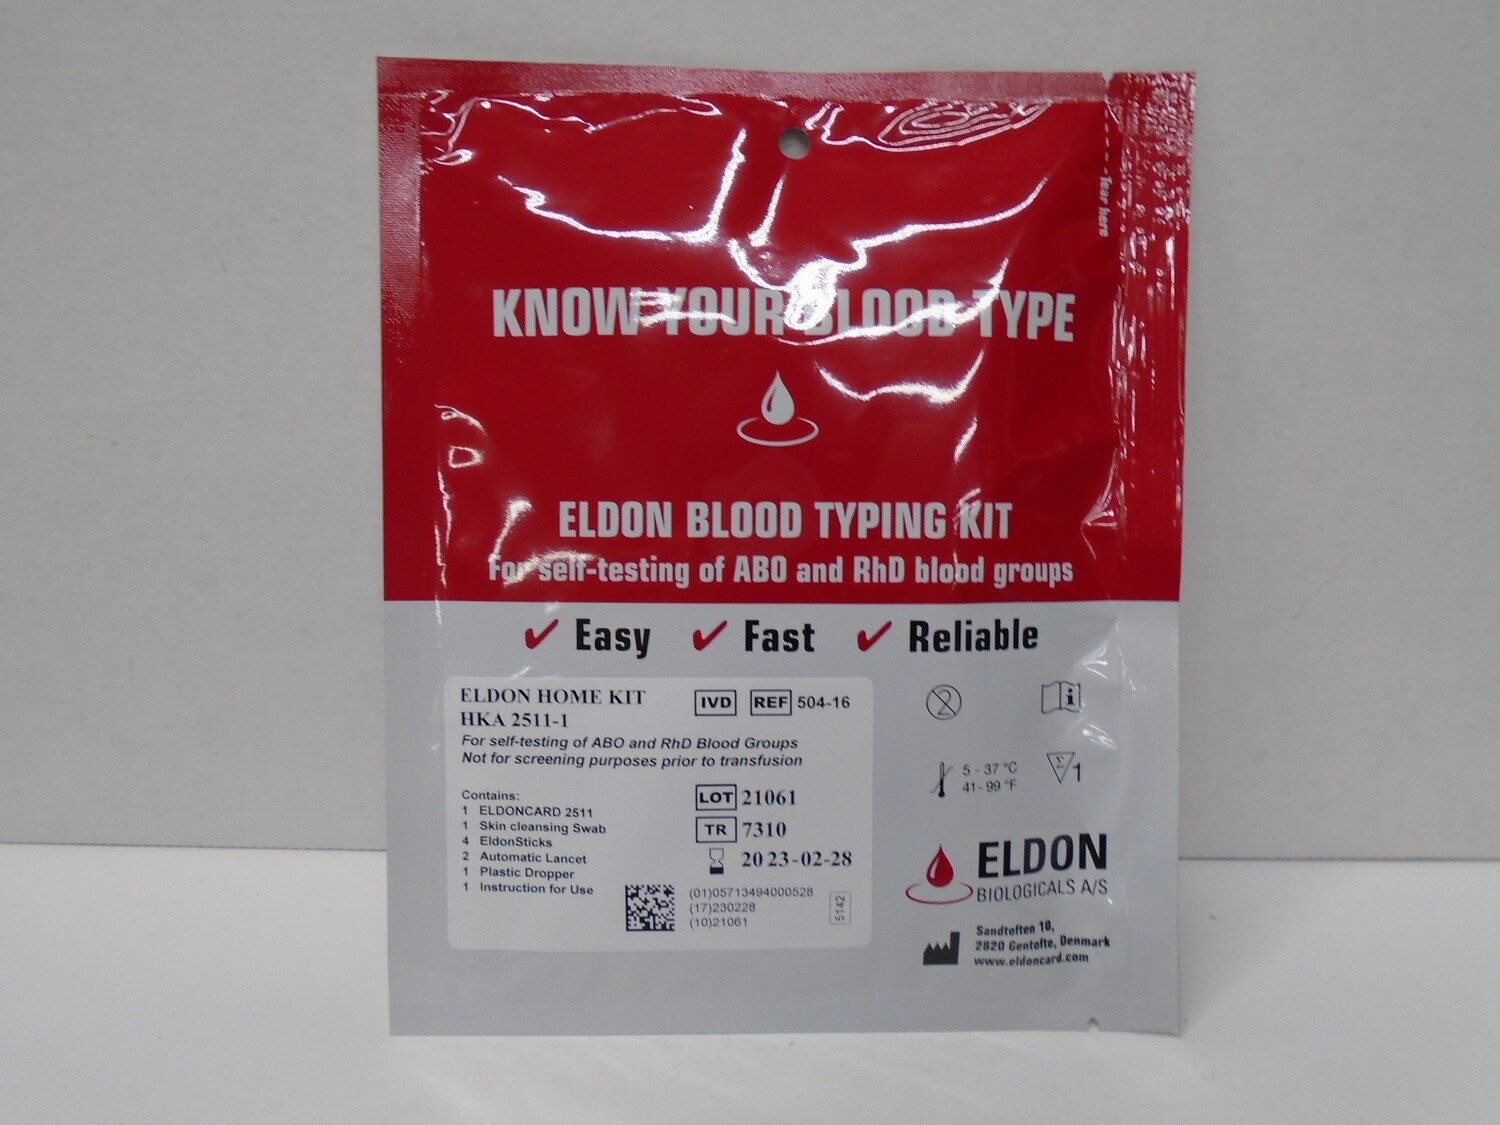 Tear here
KNOW YOUR BLOOD TYPE
ELDON BLOOD TYPING KIT
For self-testing of ABO and RhD blood groups
✓ Easy ✓ Fast ✓ Reliable
ELDON HOME KIT
HKA 2511-1
IVD REF 504-16
For self-testing of ABO and RhD Blood Groups
Not for screening purposes prior to transfusion
Contains:
1 ELDONCARD 2511
1 Skin cleansing Swab
4 EldonSticks
2 Automatic Lancet
1 Plastic Dropper
1 Instruction for Use
LOT 21061
TR 7310
2023-02-28
(01)05713494000528
(17)230228
(10)21061
5142
2
i
5 - 37 °C
41- 99 °F
Σ 1
ELDON
BIOLOGICALS A/S
Sandtoften 10,
2820 Gentofte, Denmark
www.eldoncard.com